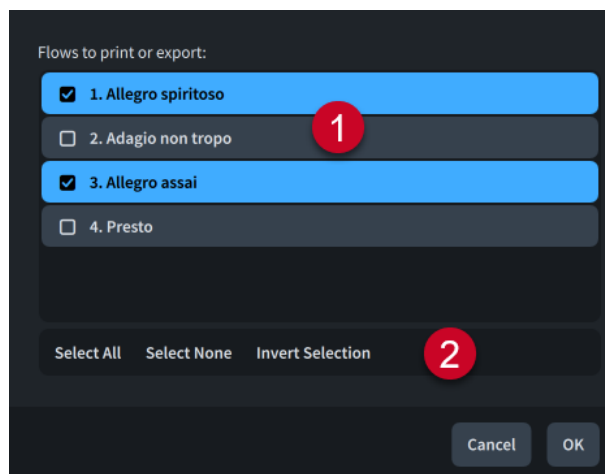 Flows to print or export:
1. Allegro spiritoso
2. Adagio non tropo
1
3. Allegro assai
4. Presto
Select All Select None Invert Selection
2
Cancel OK